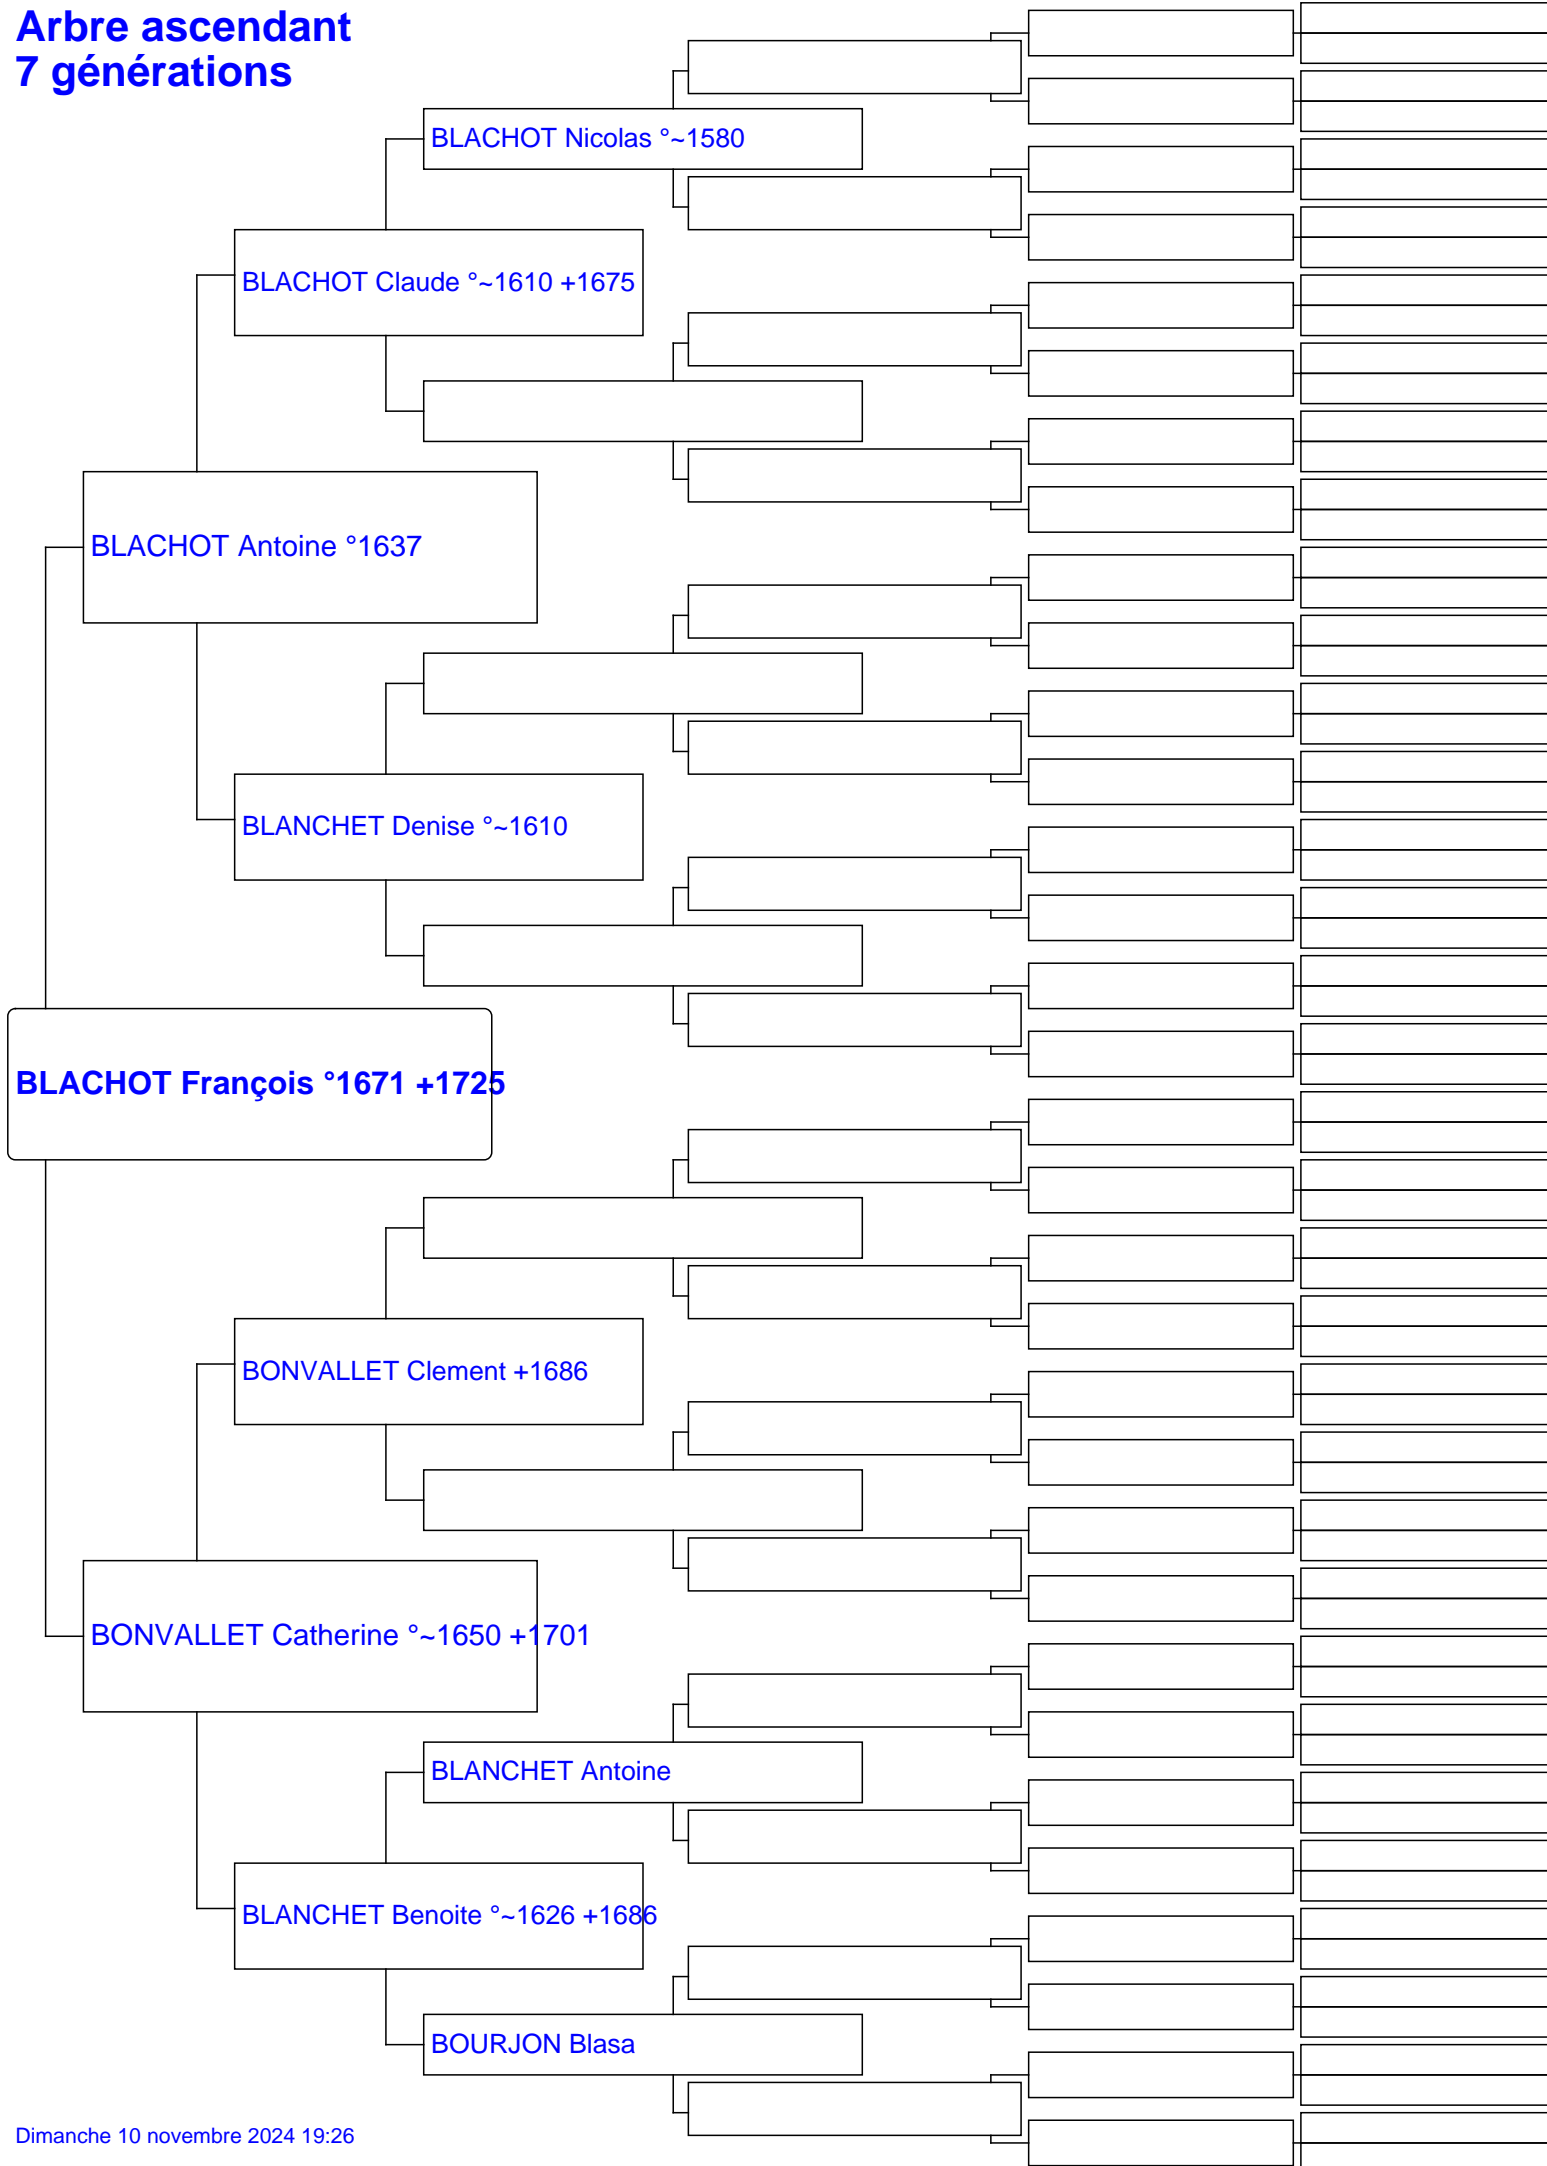 Arbre ascendant
7 générations
BLACHOT Nicolas °~1580
BLACHOT Claude °~1610 +1675
BLACHOT Antoine °1637
BLANCHET Denise °~1610
BLACHOT François °1671 +1725
BONVALLET Clement +1686
BONVALLET Catherine °~1650 +1701
BLANCHET Antoine
BLANCHET Benoite °~1626 +1686
BOURJON Blasa
Dimanche 10 novembre 2024 19:26